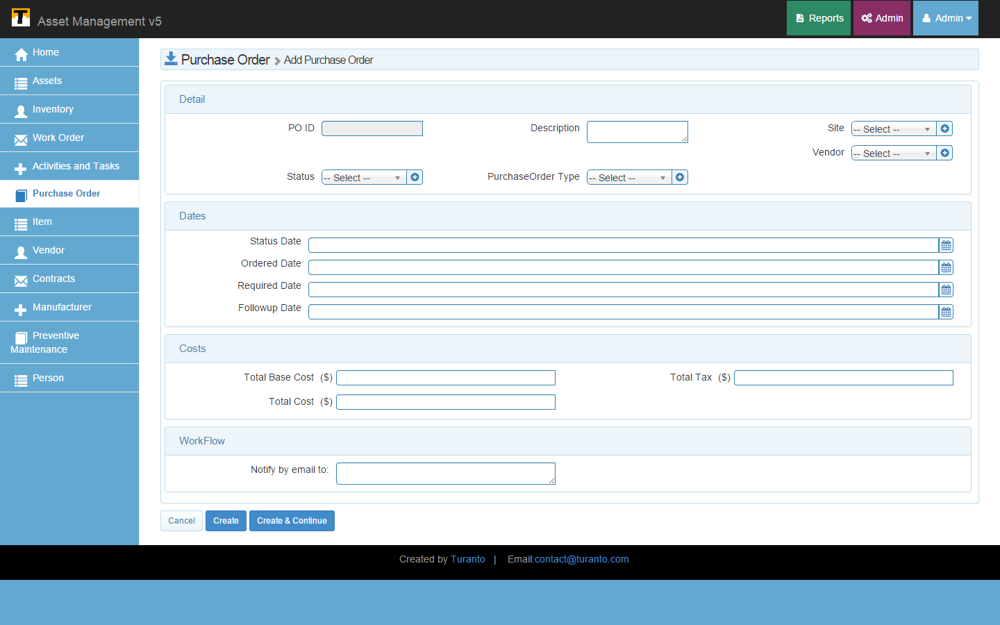 T Asset Management v5
Reports
Admin
Admin
Home
Assets
Inventory
Work Order
Activities and Tasks
Purchase Order
Item
Vendor
Contracts
Manufacturer
Preventive
Maintenance
Person
Purchase Order > Add Purchase Order
Detail
PO ID
Description
Site -- Select --
Vendor -- Select --
Status -- Select --
PurchaseOrder Type -- Select --
Dates
Status Date
Ordered Date
Required Date
Followup Date
Costs
Total Base Cost ($)
Total Tax ($)
Total Cost ($)
WorkFlow
Notify by email to:
Cancel
Create
Create & Continue
Created by Turanto | Email:contact@turanto.com